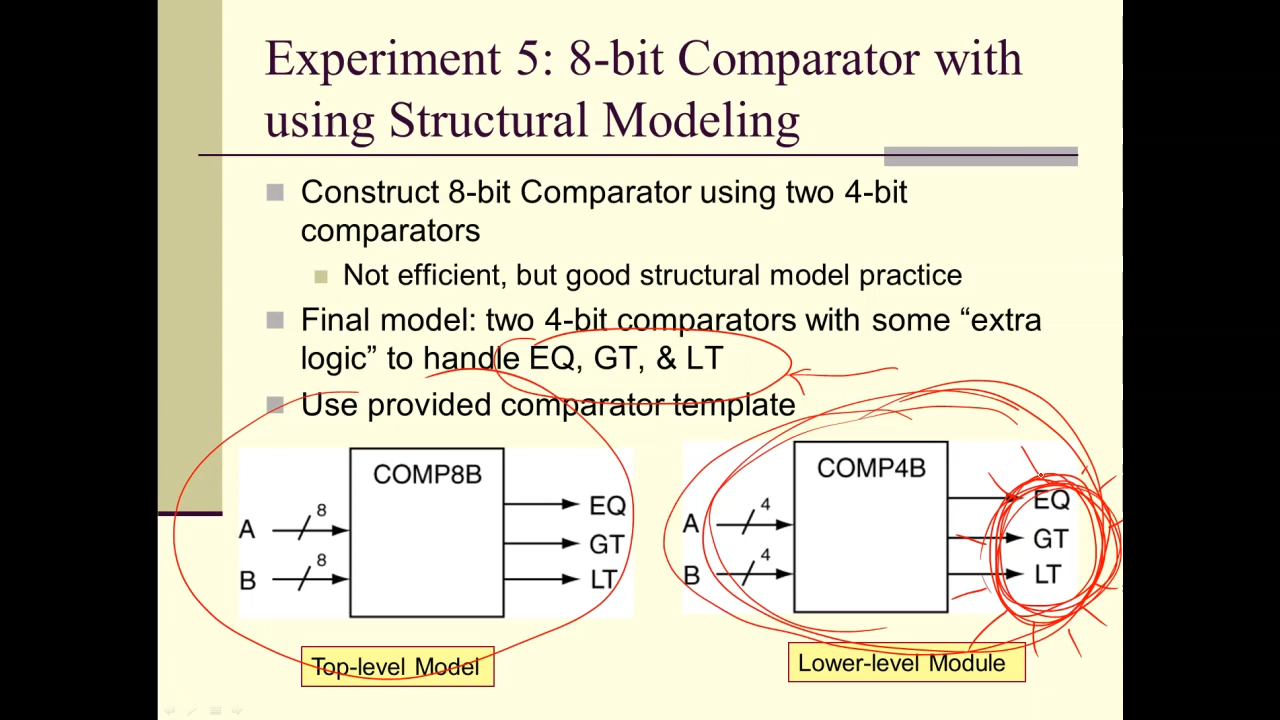 Experiment 5: 8-bit Comparator with
using Structural Modeling
Construct 8-bit Comparator using two 4-bit
comparators
Not efficient, but good structural model practice
Final model: two 4-bit comparators with some “extra
logic” to handle EQ, GT, & LT
Use provided comparator template
COMP8B
A
8
B
8
EQ
GT
LT
Top-level Model
COMP4B
A
4
B
4
EQ
GT
LT
Lower-level Module